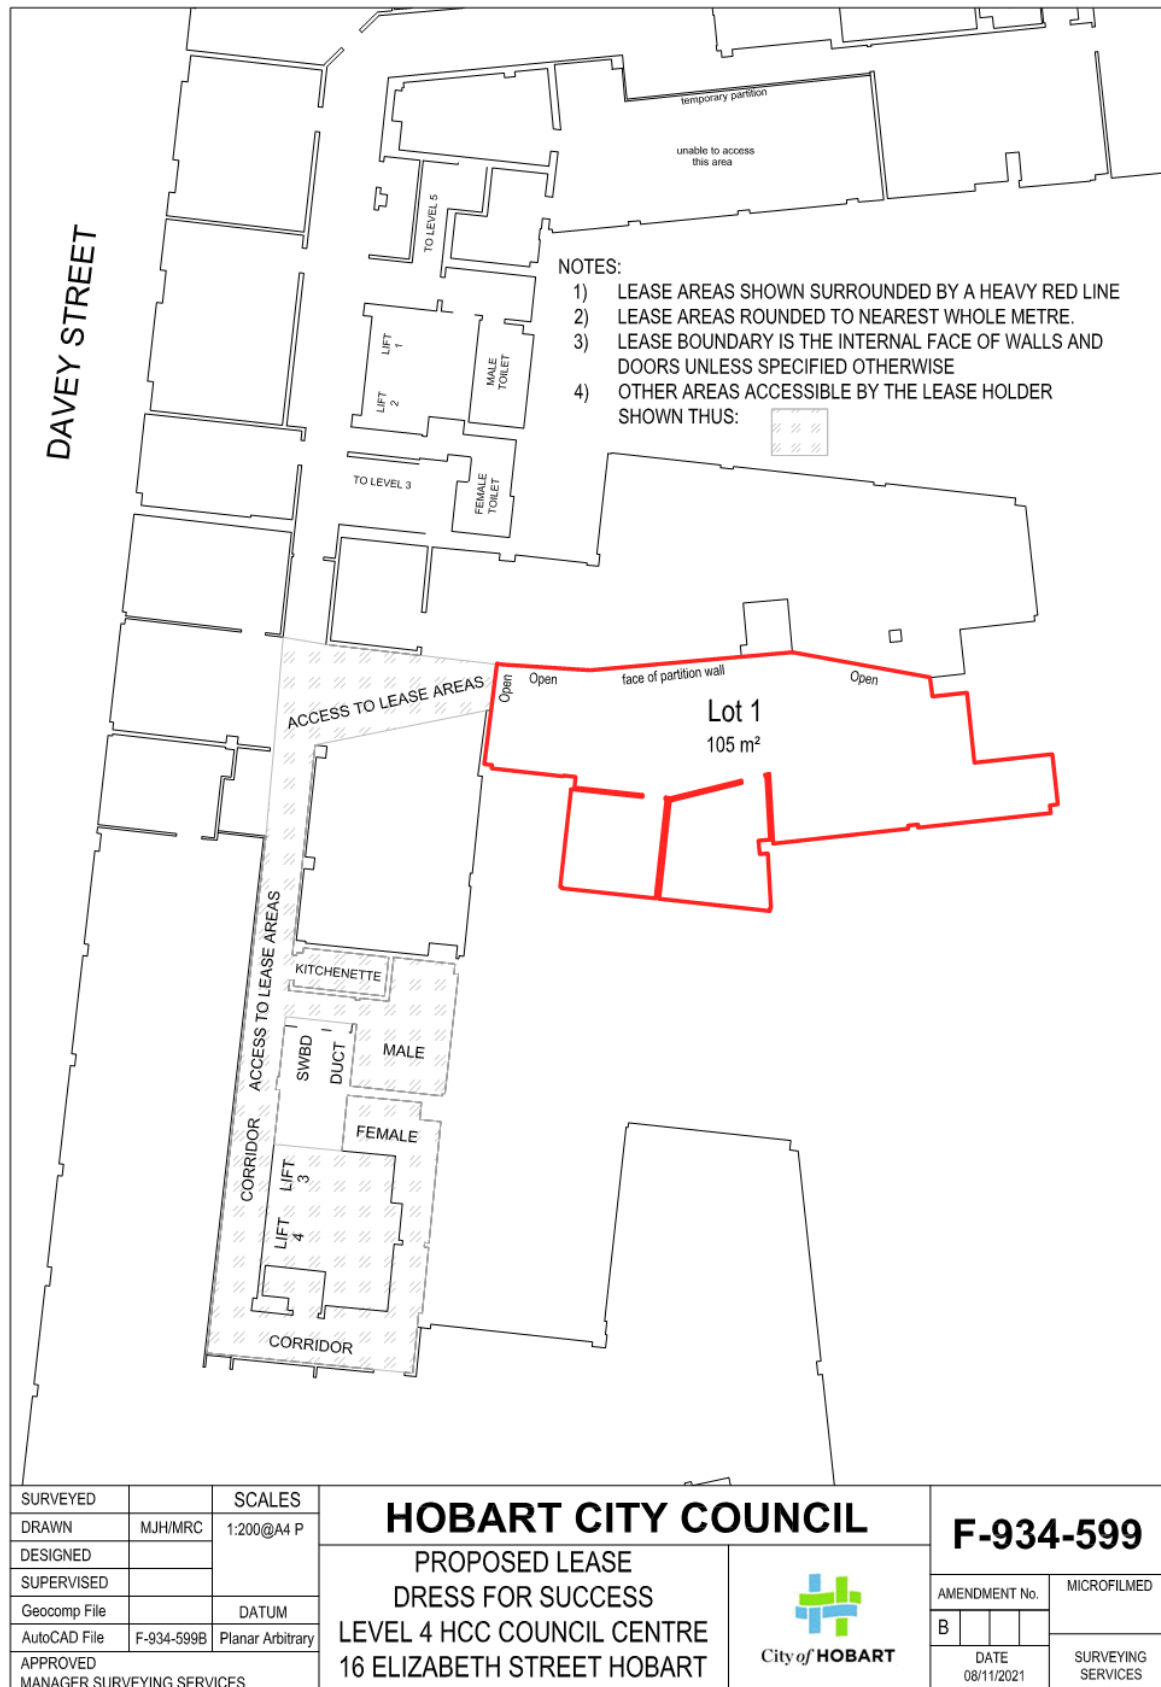 temporary partition
unable to access
this area
DAVEY STREET
TO LEVEL 5
NOTES:
1) LEASE AREAS SHOWN SURROUNDED BY A HEAVY RED LINE
2) LEASE AREAS ROUNDED TO NEAREST WHOLE METRE.
3) LEASE BOUNDARY IS THE INTERNAL FACE OF WALLS AND
DOORS UNLESS SPECIFIED OTHERWISE
4) OTHER AREAS ACCESSIBLE BY THE LEASE HOLDER
SHOWN THUS:
LIFT
1
LIFT
2
MALE
TOILET
TO LEVEL 3
FEMALE
TOILET
ACCESS TO LEASE AREAS
Open
Open
face of partition wall
Open
Lot 1
105 m²
ACCESS TO LEASE AREAS
KITCHENETTE
SWBD
DUCT
MALE
FEMALE
CORRIDOR
LIFT
3
LIFT
4
CORRIDOR
SURVEYED
SCALES
DRAWN MJH/MRC 1:200@A4 P
DESIGNED
SUPERVISED
Geocomp File DATUM
AutoCAD File F-934-599B Planar Arbitrary
APPROVED
MANAGER SURVEYING SERVICES
HOBART CITY COUNCIL
PROPOSED LEASE
DRESS FOR SUCCESS
LEVEL 4 HCC COUNCIL CENTRE
16 ELIZABETH STREET HOBART
City of HOBART
F-934-599
AMENDMENT No.
B
MICROFILMED
DATE
08/11/2021
SURVEYING
SERVICES